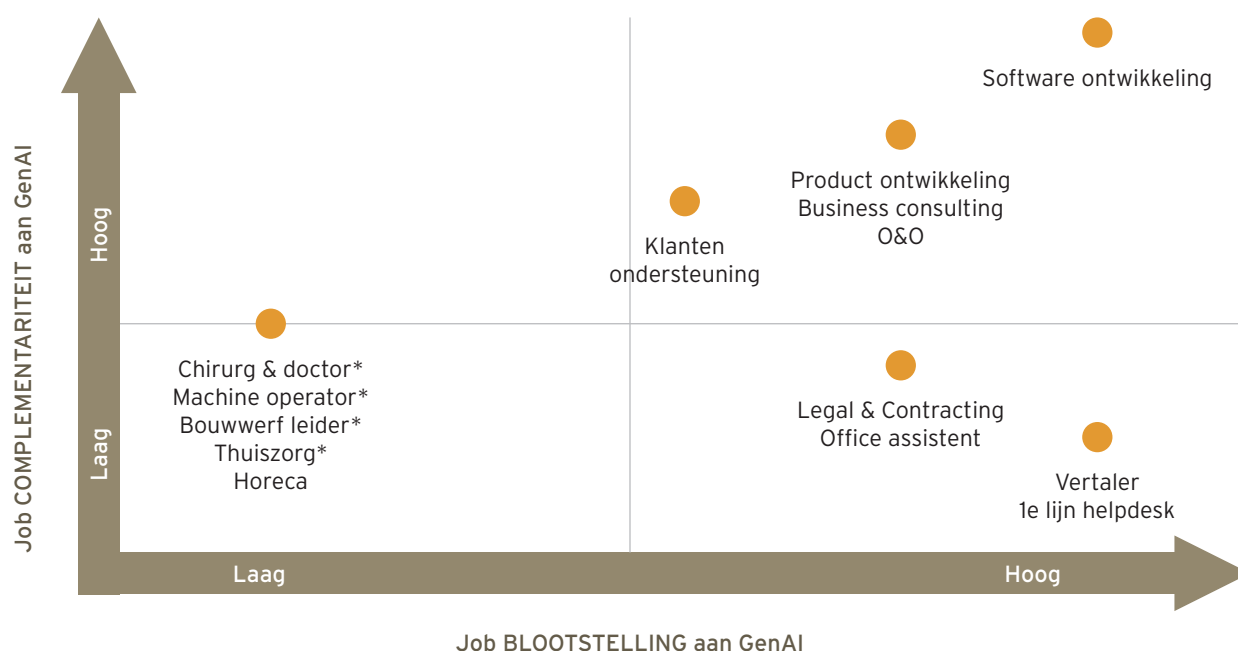 Job COMPLEMENTARITEIT aan GenAI
Hoog
Laag
Software ontwikkeling
Product ontwikkeling
Business consulting
O&O
Klanten
ondersteuning
Chirurg & doctor*
Machine operator*
Bouwwerf leider*
Thuiszorg*
Horeca
Legal & Contracting
Office assistent
Vertaler
1e lijn helpdesk
Laag
Hoog
Job BLOOTSTELLING aan GenAI